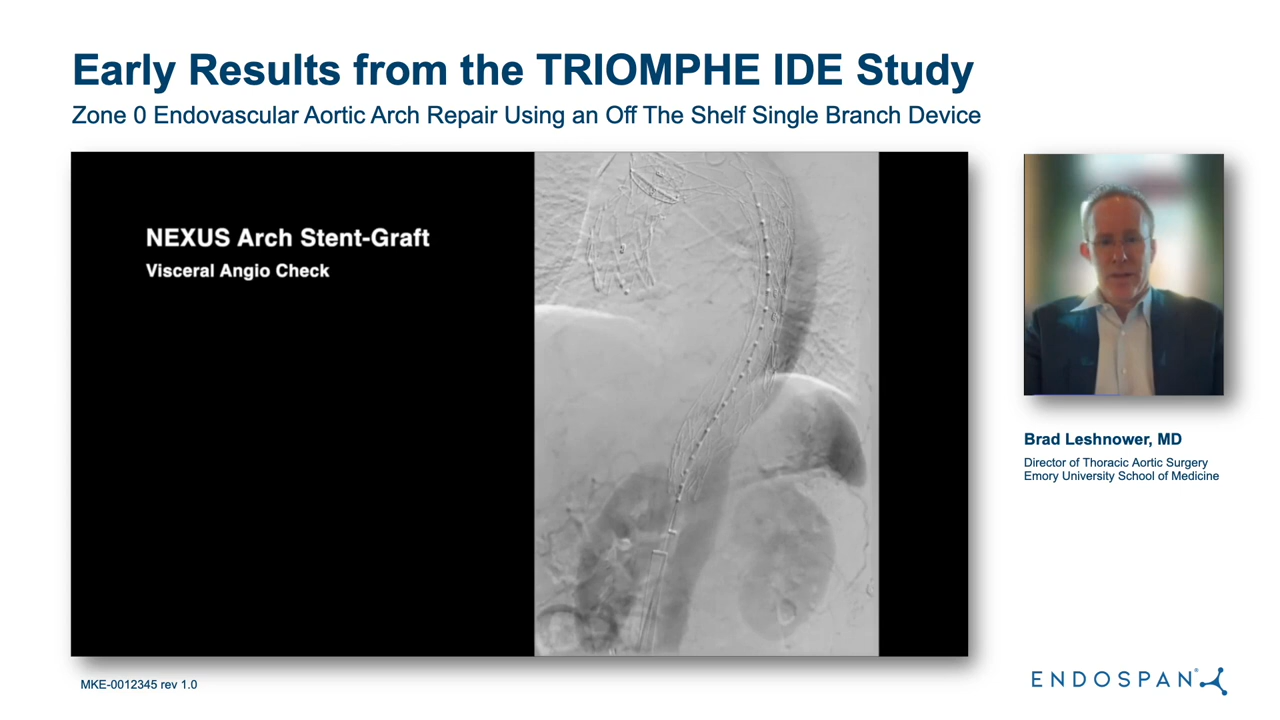 Early Results from the TRIOMPHE IDE Study
Zone 0 Endovascular Aortic Arch Repair Using an Off The Shelf Single Branch Device
NEXUS Arch Stent-Graft
Visceral Angio Check
Brad Leshnower, MD
Director of Thoracic Aortic Surgery
Emory University School of Medicine
MKE-0012345 rev 1.0
ENDOSPAN®